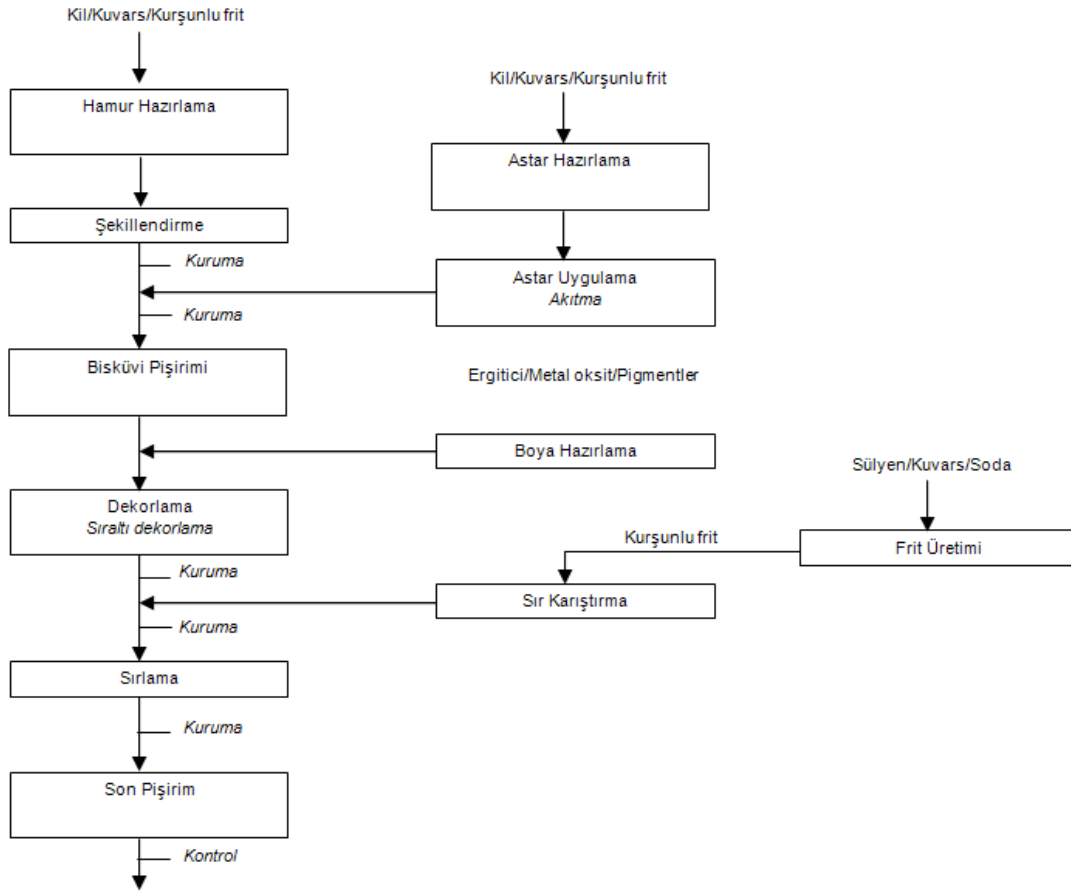 Kil/Kuvars/Kurşunlu frit
Hamur Hazırlama
Kil/Kuvars/Kurşunlu frit
Astar Hazırlama
Şekillendirme
Kuruma
Astar Uygulama
Akıtma
Kuruma
Bisküvi Pişirimi
Ergitici/Metal oksit/Pigmentler
Boya Hazırlama
Sülyen/Kuvars/Soda
Dekorlama
Sıraltı dekorlama
Kurşunlu frit
Frit Üretimi
Kuruma
Sır Karıştırma
Kuruma
Sırlama
Kuruma
Son Pişirim
Kontrol